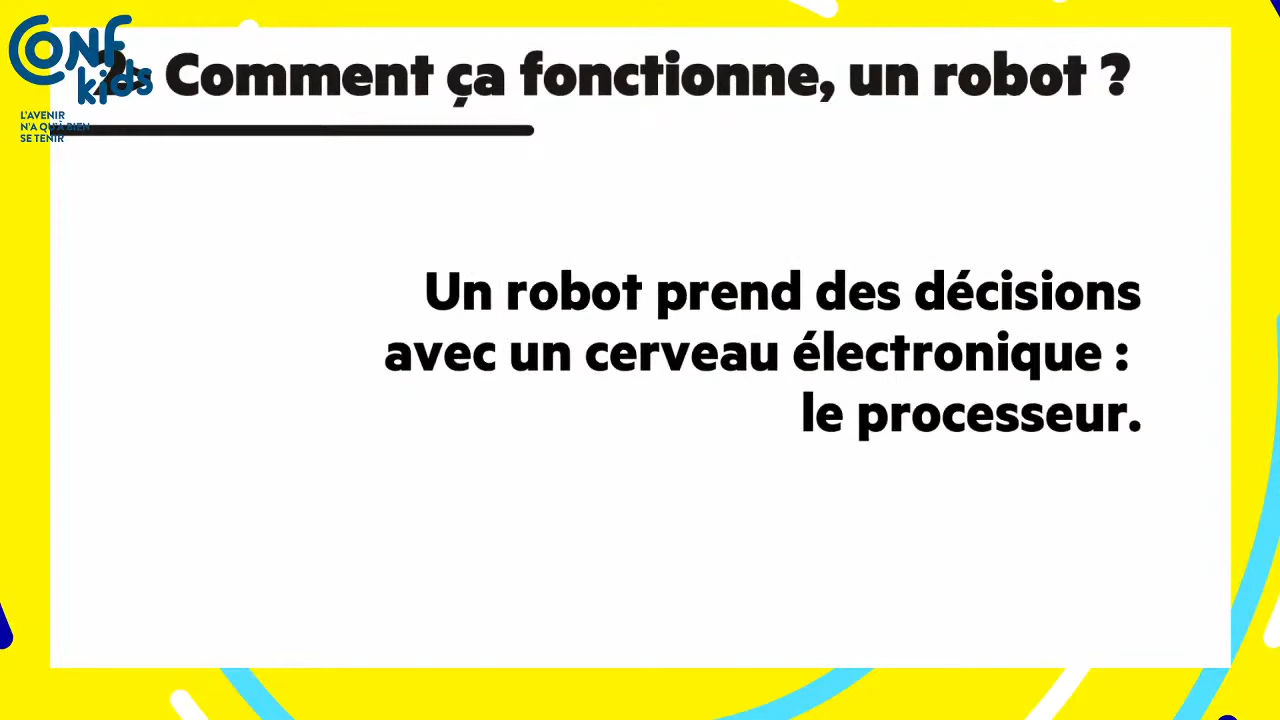 CONF
kids
L'AVENIR
N'A QU'À BIEN
SE TENIR
2. Comment ça fonctionne, un robot ?
Un robot prend des décisions
avec un cerveau électronique :
le processeur.